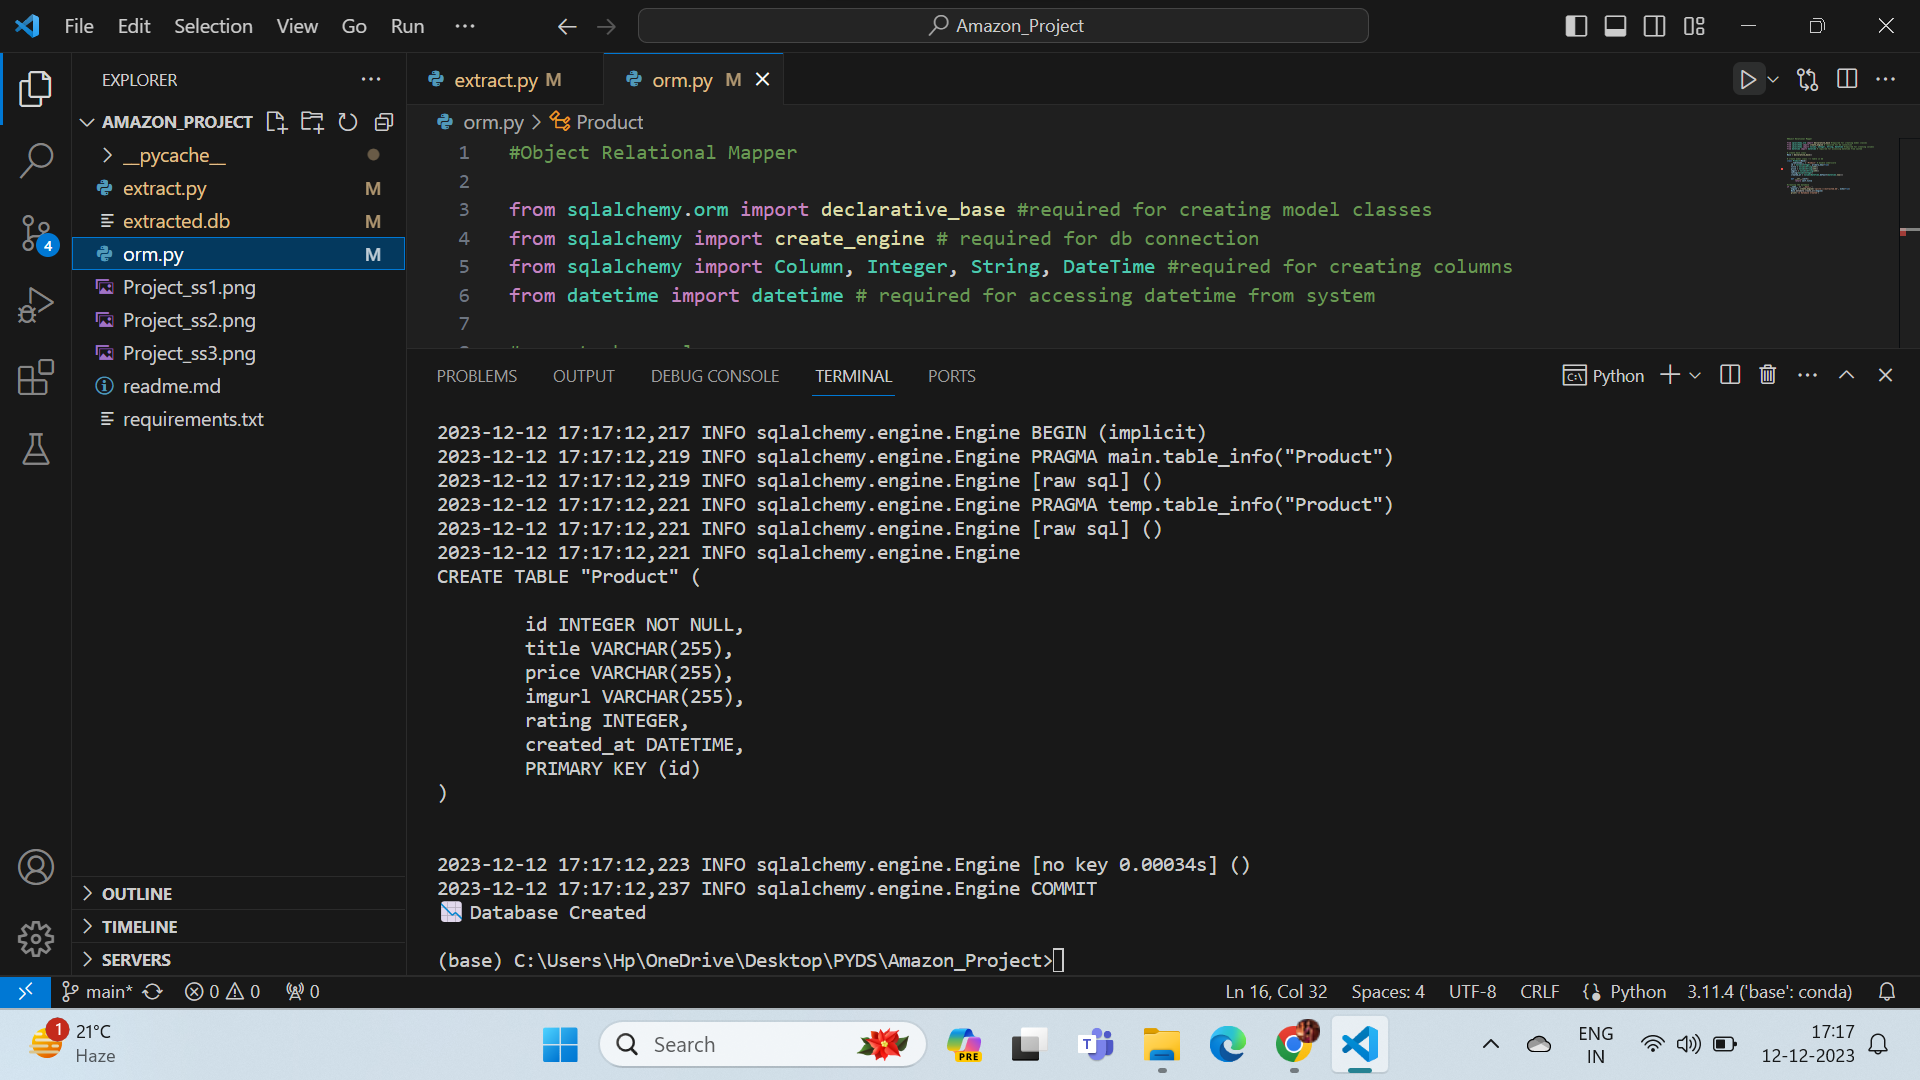 File Edit Selection View Go Run ···
Amazon_Project
EXPLORER
AMAZON_PROJECT
__pycache__
extract.py M
extracted.db M
orm.py M
Project_ss1.png
Project_ss2.png
Project_ss3.png
readme.md
requirements.txt
OUTLINE
TIMELINE
SERVERS
extract.py M
orm.py M
orm.py > Product
1 #Object Relational Mapper
2
3 from sqlalchemy.orm import declarative_base #required for creating model classes
4 from sqlalchemy import create_engine # required for db connection
5 from sqlalchemy import Column, Integer, String, DateTime #required for creating columns
6 from datetime import datetime # required for accessing datetime from system
7
PROBLEMS OUTPUT DEBUG CONSOLE TERMINAL PORTS
Python
2023-12-12 17:17:12,217 INFO sqlalchemy.engine.Engine BEGIN (implicit)
2023-12-12 17:17:12,219 INFO sqlalchemy.engine.Engine PRAGMA main.table_info("Product")
2023-12-12 17:17:12,219 INFO sqlalchemy.engine.Engine [raw sql] ()
2023-12-12 17:17:12,221 INFO sqlalchemy.engine.Engine PRAGMA temp.table_info("Product")
2023-12-12 17:17:12,221 INFO sqlalchemy.engine.Engine [raw sql] ()
2023-12-12 17:17:12,221 INFO sqlalchemy.engine.Engine
CREATE TABLE "Product" (
id INTEGER NOT NULL,
title VARCHAR(255),
price VARCHAR(255),
imgurl VARCHAR(255),
rating INTEGER,
created_at DATETIME,
PRIMARY KEY (id)
)
2023-12-12 17:17:12,223 INFO sqlalchemy.engine.Engine [no key 0.00034s] ()
2023-12-12 17:17:12,237 INFO sqlalchemy.engine.Engine COMMIT
Database Created
(base) C:\Users\Hp\OneDrive\Desktop\PYDS\Amazon_Project>
4
main* 0 0 0
Ln 16, Col 32 Spaces: 4 UTF-8 CRLF Python 3.11.4 ('base': conda)
1
21°C
Haze
Search
PRE
T
ENG
IN
17:17
12-12-2023